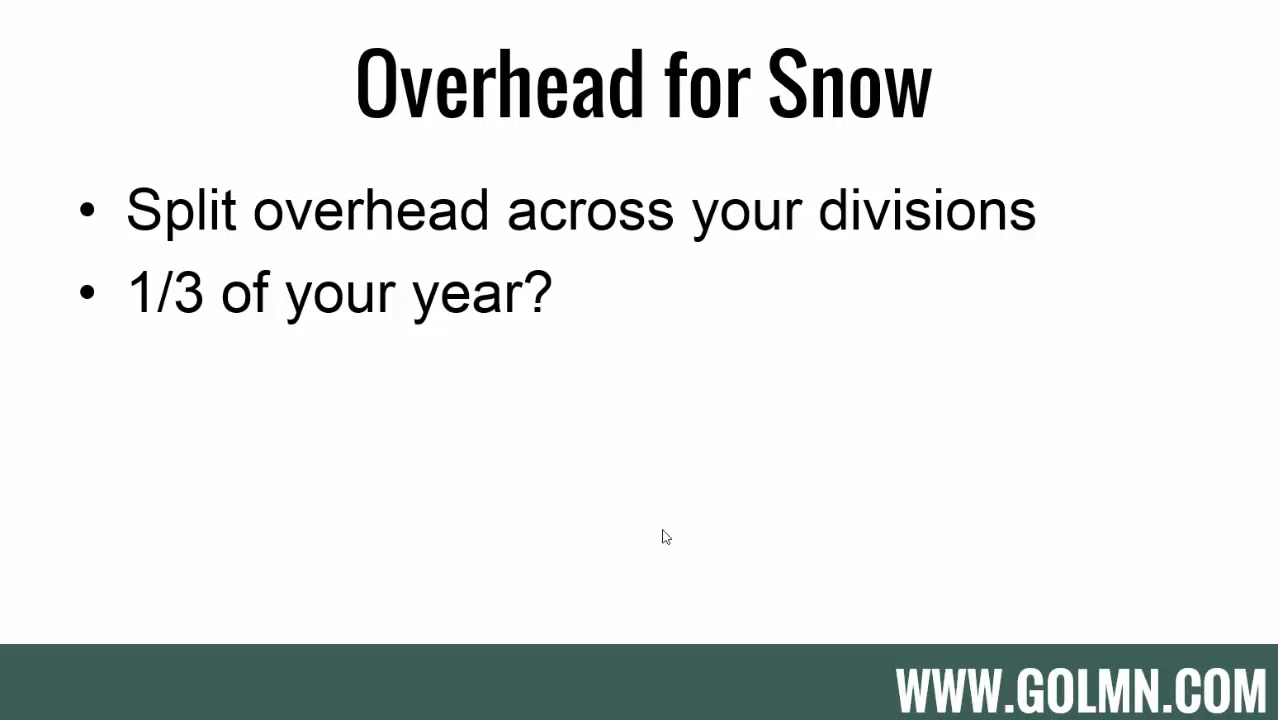 Overhead for Snow
• Split overhead across your divisions
• 1/3 of your year?
WWW.GOLMN.COM